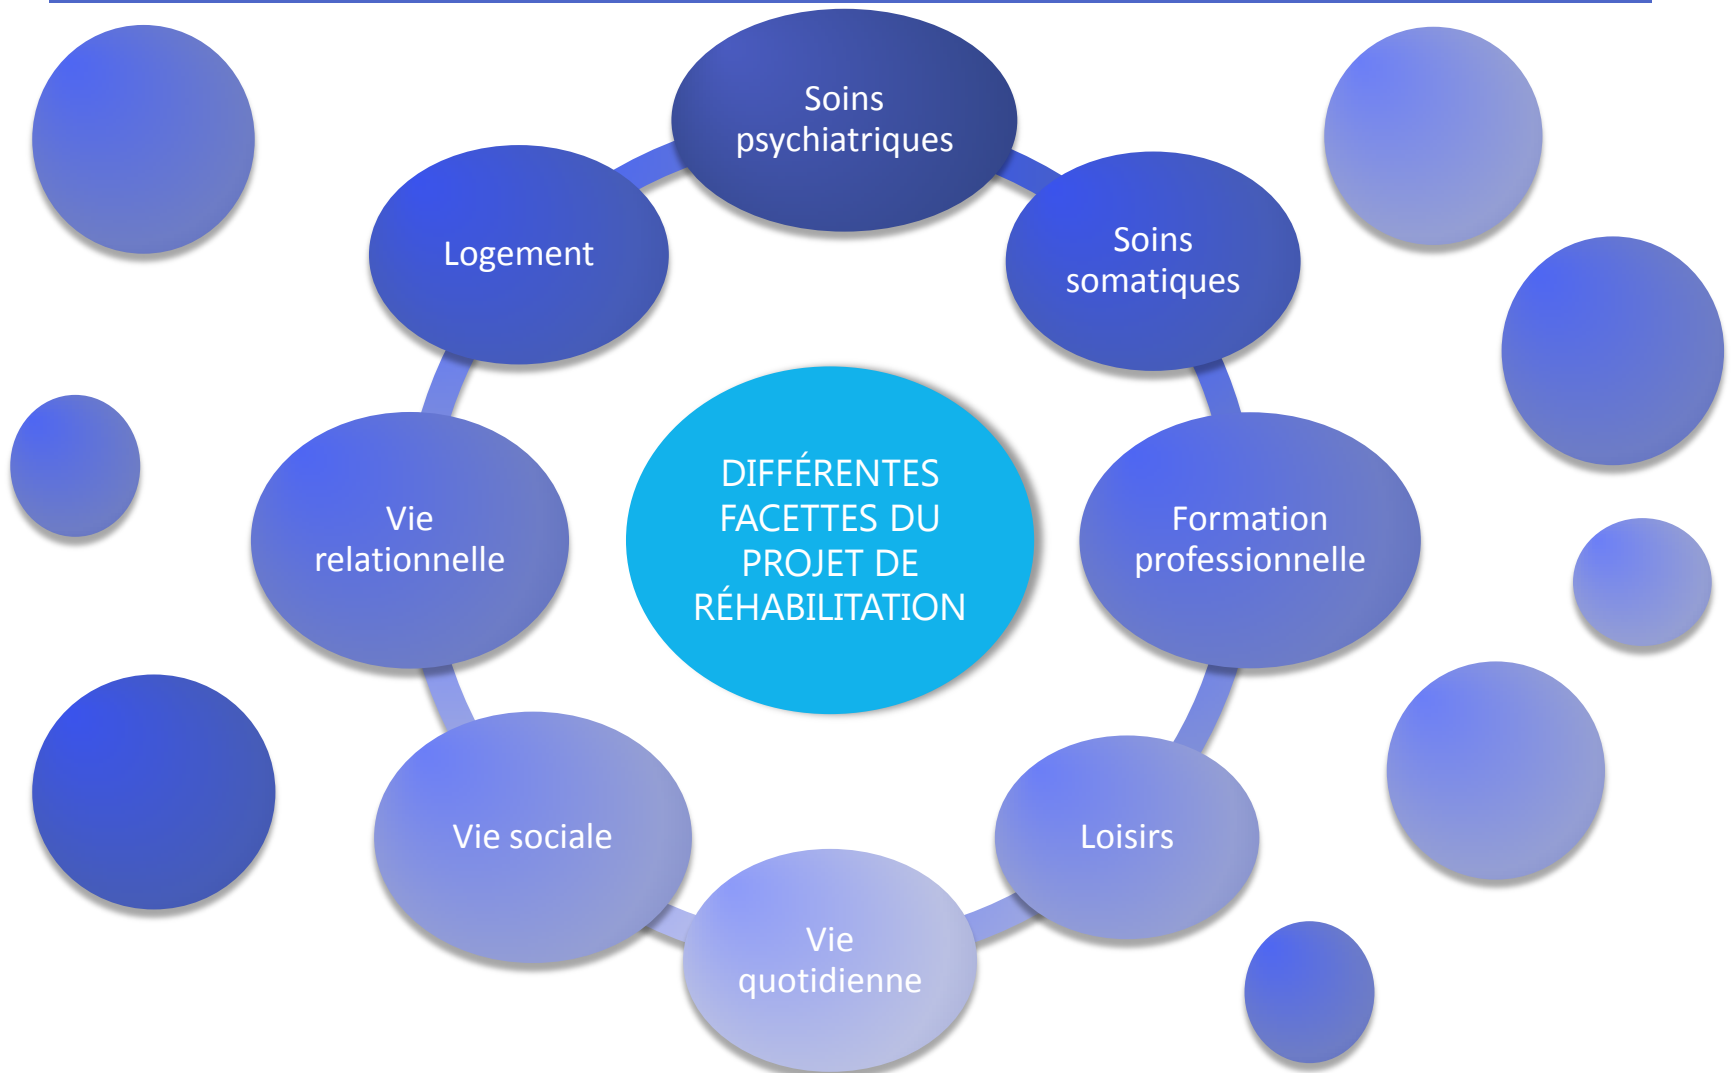 Soins
psychiatriques
Soins
somatiques
Formation
professionnelle
Loisirs
Vie
quotidienne
Vie sociale
Vie
relationnelle
Logement
DIFFÉRENTES
FACETTES DU
PROJET DE
RÉHABILITATION